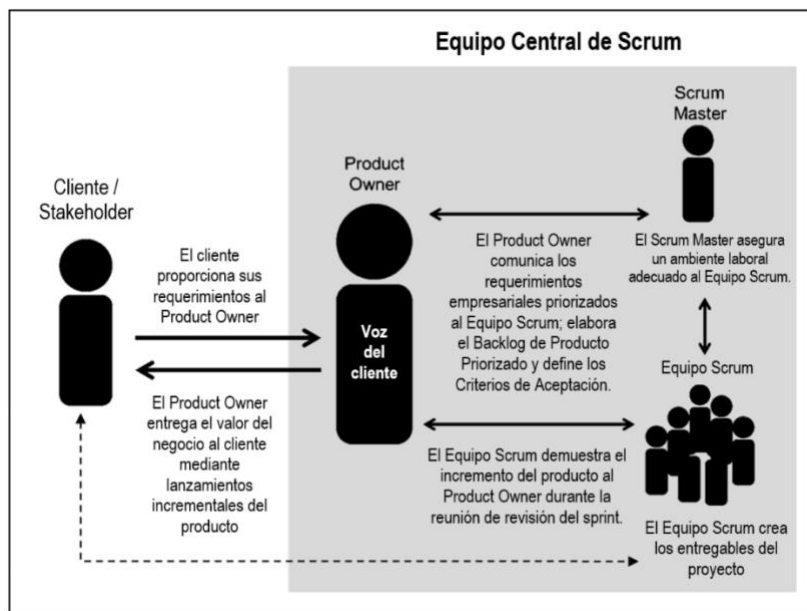 Equipo Central de Scrum
Cliente /
Stakeholder
El cliente
proporciona sus
requerimientos al
Product Owner
El Product Owner
entrega el valor del
negocio al cliente
mediante
lanzamientos
incrementales del
producto
Product
Owner
Voz
del
cliente
El Product Owner
comunica los
requerimientos
empresariales priorizados
al Equipo Scrum; elabora
el Backlog de Producto
Priorizado y define los
Criterios de Aceptación.
El Equipo Scrum demuestra el
incremento del producto al
Product Owner durante la
reunión de revisión del sprint.
Scrum
Master
El Scrum Master asegura
un ambiente laboral
adecuado al Equipo Scrum.
Equipo Scrum
El Equipo Scrum crea
los entregables del
proyecto